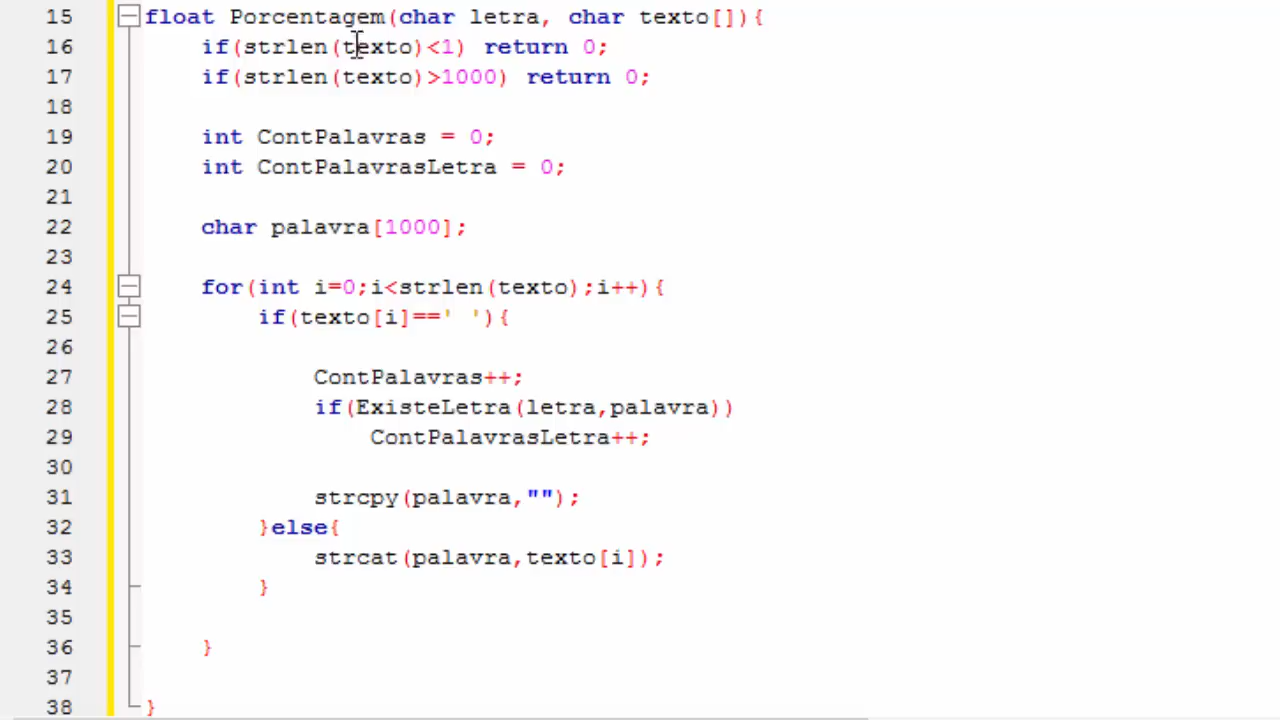 15 float Porcentagem(char letra, char texto[]){
16 if(strlen(texto)<1) return 0;
17 if(strlen(texto)>1000) return 0;
18
19 int ContPalavras = 0;
20 int ContPalavrasLetra = 0;
21
22 char palavra[1000];
23
24 for(int i=0;i<strlen(texto);i++){
25 if(texto[i]==' '){
26
27 ContPalavras++;
28 if(ExisteLetra(letra,palavra))
29 ContPalavrasLetra++;
30
31 strcpy(palavra,"");
32 }else{
33 strcat(palavra,texto[i]);
34 }
35
36 }
37
38 }